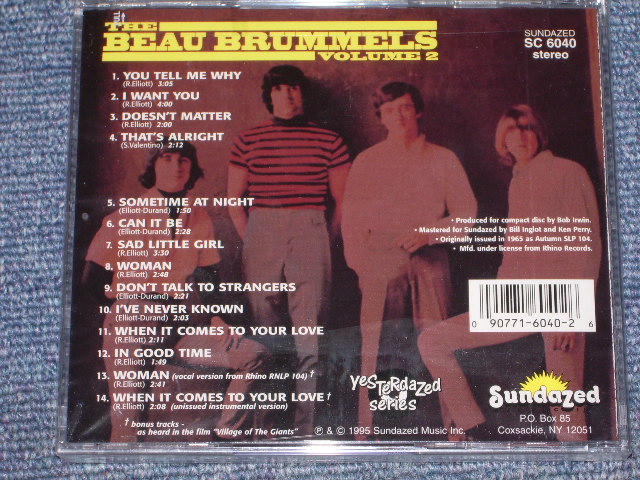 THE
BEAU BRUMMELS
VOLUME 2
SUNDAZED
SC 6040
stereo
1. YOU TELL ME WHY
(R.Elliott) 3:05
2. I WANT YOU
(R.Elliott) 4:00
3. DOESN'T MATTER
(R.Elliott) 2:00
4. THAT'S ALRIGHT
(S.Valentino) 2:12
5. SOMETIME AT NIGHT
(Elliott-Durand) 1:50
6. CAN IT BE
(Elliott-Durand) 2:28
7. SAD LITTLE GIRL
(R.Elliott) 3:30
8. WOMAN
(R.Elliott) 2:48
9. DON'T TALK TO STRANGERS
(Elliott-Durand) 2:21
10. I'VE NEVER KNOWN
(Elliott-Durand) 2:03
11. WHEN IT COMES TO YOUR LOVE
(R.Elliott) 2:11
12. IN GOOD TIME
(R.Elliott) 1:49
13. WOMAN (vocal version from Rhino RNLP 104) †
(R.Elliott) 2:41
14. WHEN IT COMES TO YOUR LOVE †
(R.Elliott) 2:08 (unissued instrumental version)
† bonus tracks -
as heard in the film "Village of The Giants"
• Produced for compact disc by Bob Irwin.
• Mastered for Sundazed by Bill Inglot and Ken Perry.
• Originally issued in 1965 as Autumn SLP 104.
• Mfd. under license from Rhino Records.
0 90771-6040-2 6
yesterdazed
series
℗ & © 1995 Sundazed Music Inc.
Sundazed
P.O. Box 85
Coxsackie, NY 12051